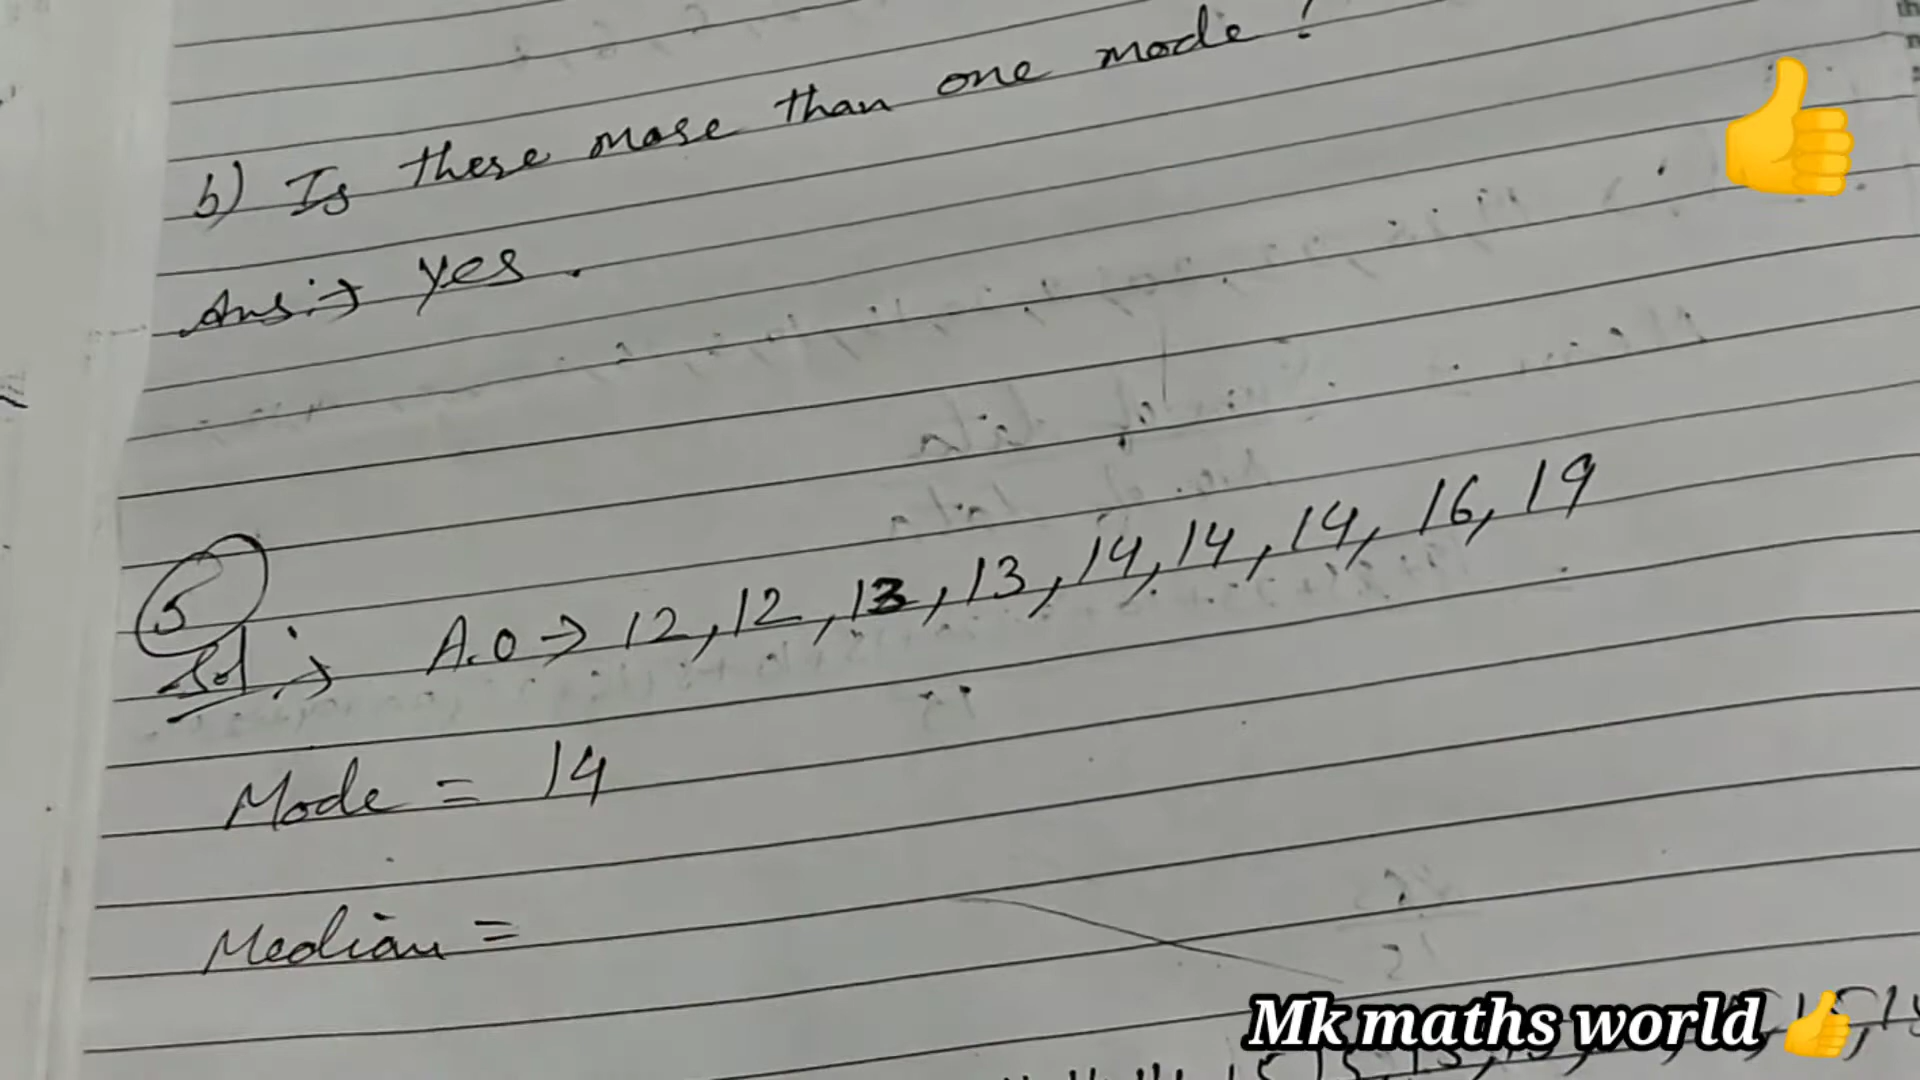 b) Is there more than one mode?
Ans:→ yes.
5
Sol:→ A.O → 12, 12, 13, 13, 14, 14, 14, 16, 19
Mode = 14
Median =
Mk maths world 👍